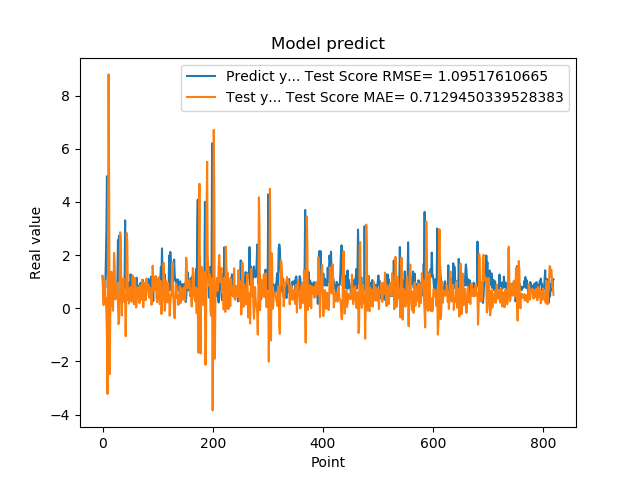 Model predict
Predict y... Test Score RMSE= 1.09517610665
Test y... Test Score MAE= 0.7129450339528383
Real value
8
6
4
2
0
−2
−4
0 200 400 600 800
Point